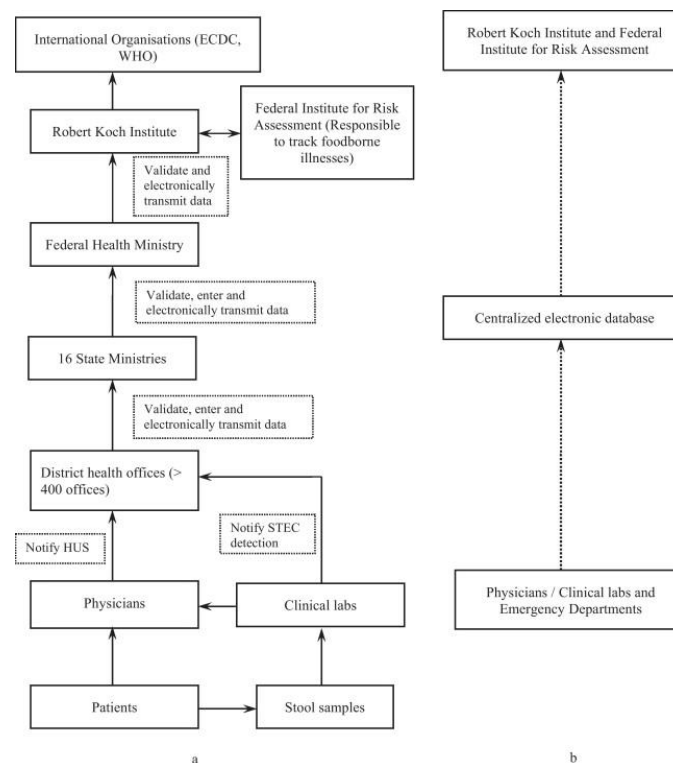 International Organisations (ECDC,
WHO)
Robert Koch Institute and Federal
Institute for Risk Assessment
Robert Koch Institute
Federal Institute for Risk
Assessment (Responsible
to track foodborne
illnesses)
Validate and
electronically
transmit data
Federal Health Ministry
Validate, enter and
electronically transmit data
Centralized electronic database
16 State Ministries
Validate, enter and
electronically transmit data
District health offices (>
400 offices)
Notify HUS
Notify STEC
detection
Physicians
Clinical labs
Physicians / Clinical labs and
Emergency Departments
Patients
Stool samples
a
b